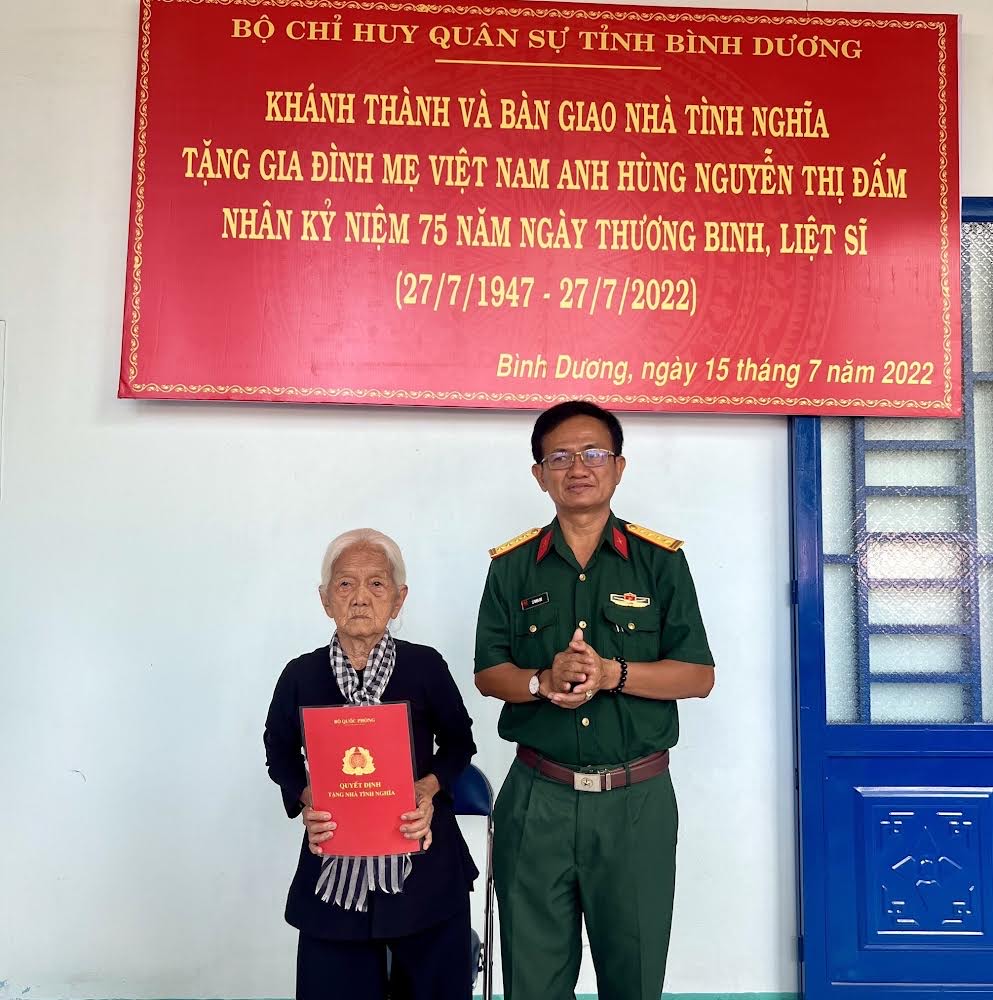 BỘ CHỈ HUY QUÂN SỰ TỈNH BÌNH DƯƠNG
KHÁNH THÀNH VÀ BÀN GIAO NHÀ TÌNH NGHĨA
TẶNG GIA ĐÌNH MẸ VIỆT NAM ANH HÙNG NGUYỄN THỊ ĐẤM
NHÂN KỶ NIỆM 75 NĂM NGÀY THƯƠNG BINH, LIỆT SĨ
(27/7/1947 - 27/7/2022)
Bình Dương, ngày 15 tháng 7 năm 2022
BỘ QUỐC PHÒNG
QUYẾT ĐỊNH
TẶNG NHÀ TÌNH NGHĨA